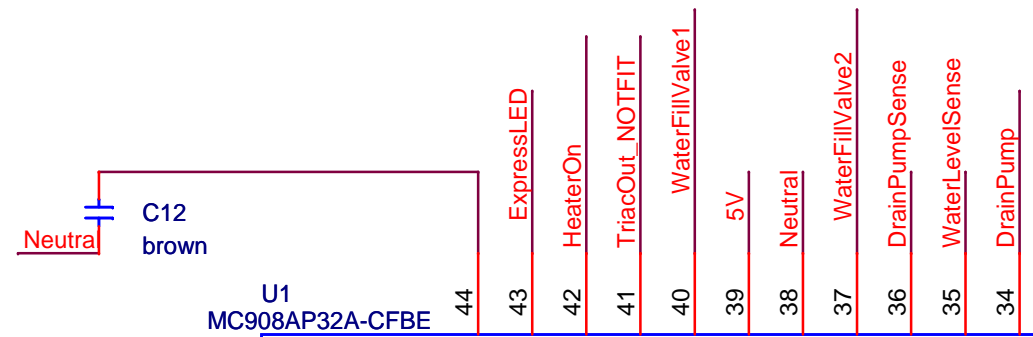 WaterFillValve1
WaterFillValve2
ExpressLED
HeaterOn
TriacOut_NOTFIT
5V
Neutral
DrainPumpSense
WaterLevelSense
DrainPump
C12
Neutral
brown
U1
MC908AP32A-CFBE
44
43
42
41
40
39
38
37
36
35
34